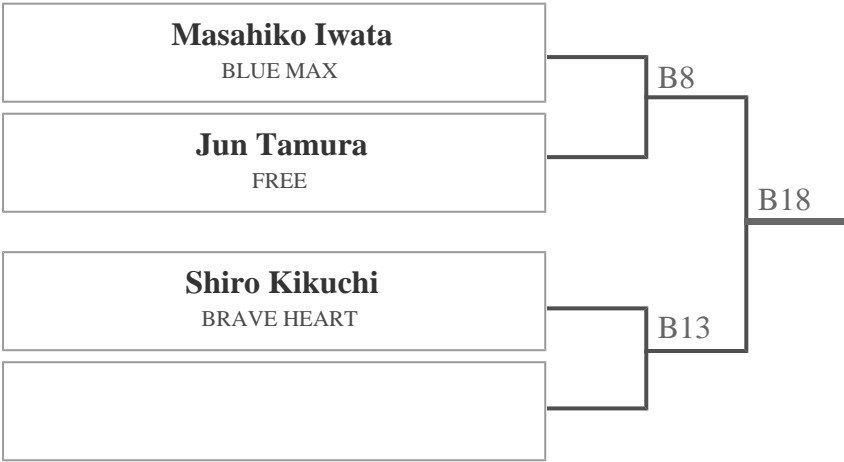 Masahiko Iwata
BLUE MAX
B8
Jun Tamura
FREE
B18
Shiro Kikuchi
BRAVE HEART
B13